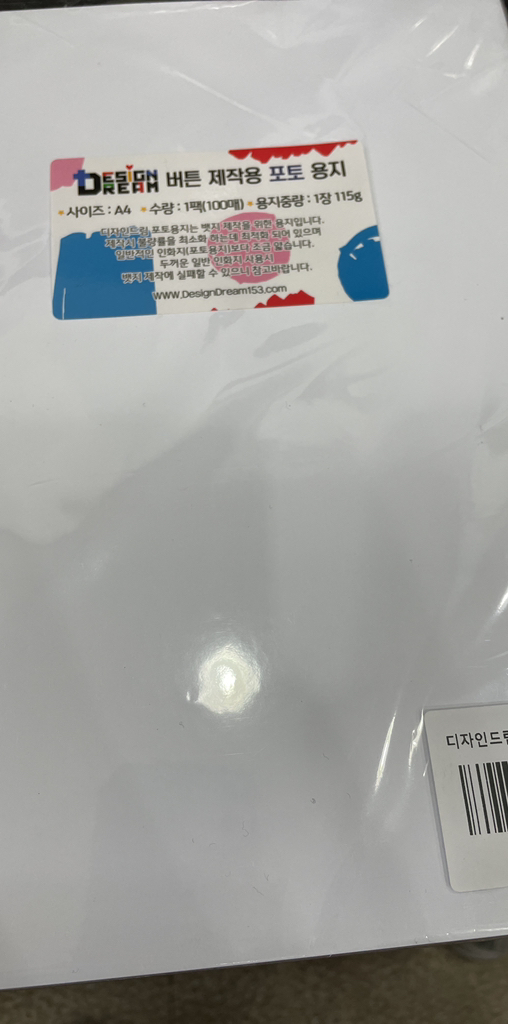 DESIGN DREAM 버튼 제작용 포토 용지
•사이즈 : A4 •수량 : 1팩(100매) •용지중량 : 1장 115g
디자인드림 포토용지는 뱃지 제작을 위한 용지입니다.
제작시 불량률을 최소화 하는데 최적화 되어 있으며
일반적인 인화지(포토용지)보다 조금 얇습니다.
두꺼운 일반 인화지 사용시
뱃지 제작에 실패할 수 있으니 참고바랍니다.
www.DesignDream153.com
디자인드림